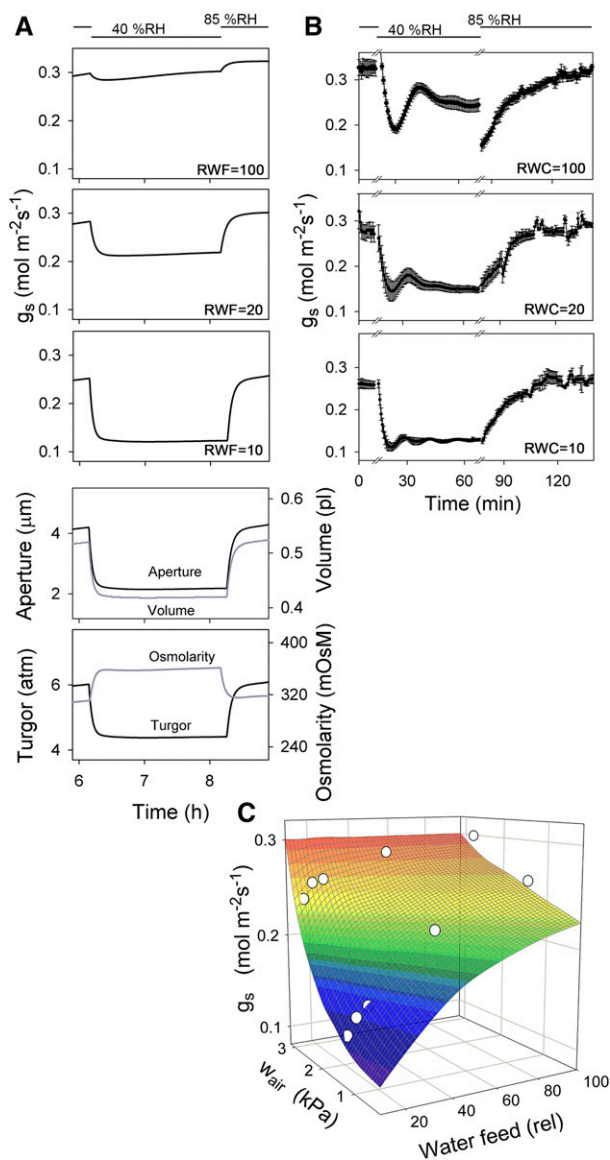 A
85 %RH
40 %RH
0.3
0.2
0.1
RWF=100
0.3
0.2
0.1
RWF=20
gs (mol m-2s-1)
0.3
0.2
0.1
RWF=10
Aperture (μm)
4
2
Aperture
Volume
0.6
0.5
0.4
Volume (pl)
Turgor (atm)
6
4
Osmolarity
Turgor
400
360
320
280
240
Osmolarity (mOsM)
6
7
8
Time (h)
B
85 %RH
40 %RH
0.3
0.2
0.1
RWC=100
0.3
0.2
0.1
RWC=20
gs (mol m-2s-1)
0.3
0.2
0.1
RWC=10
0
30
90
60
120
Time (min)
C
0.3
0.2
0.1
gs (mol m-2s-1)
3
2
1
wair (kPa)
20
40
60
80
100
Water feed (rel)